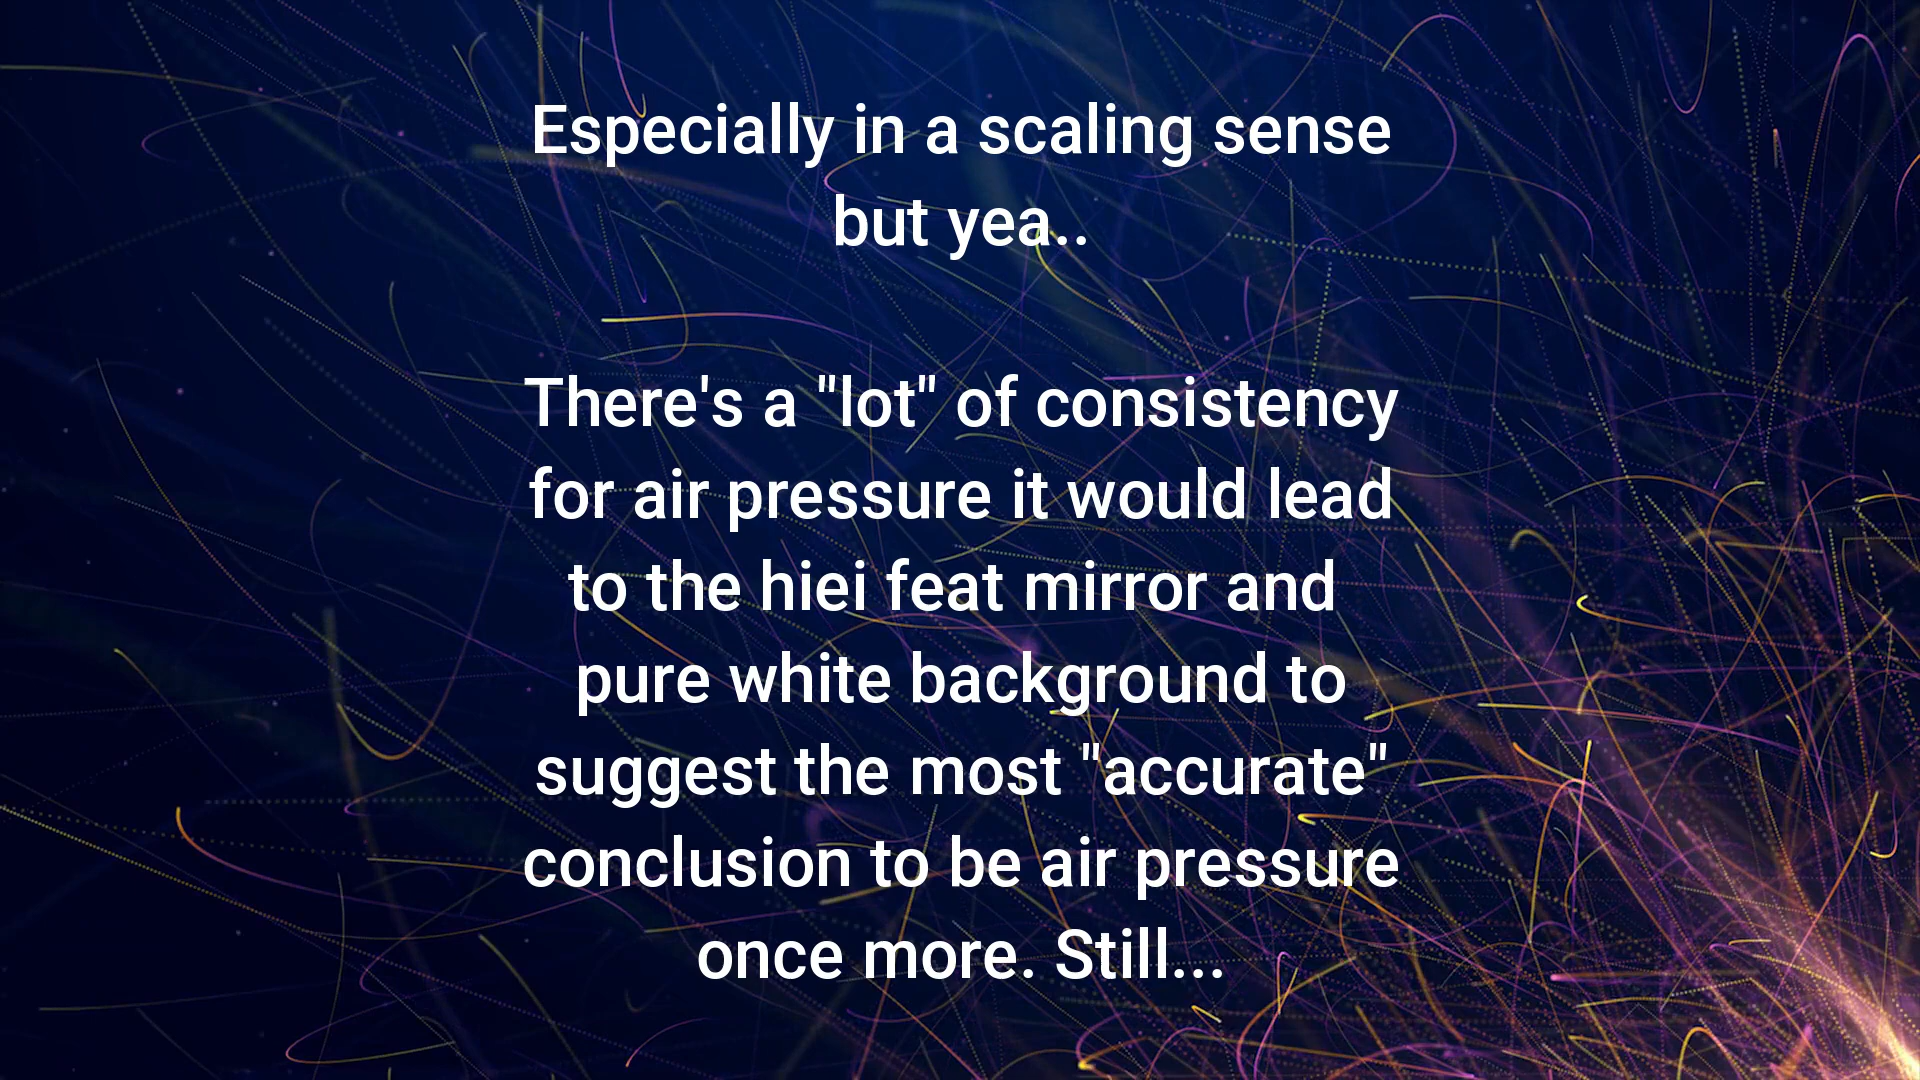 Especially in a scaling sense
but yea..
There's a "lot" of consistency
for air pressure it would lead
to the hiei feat mirror and
pure white background to
suggest the most "accurate"
conclusion to be air pressure
once more. Still...